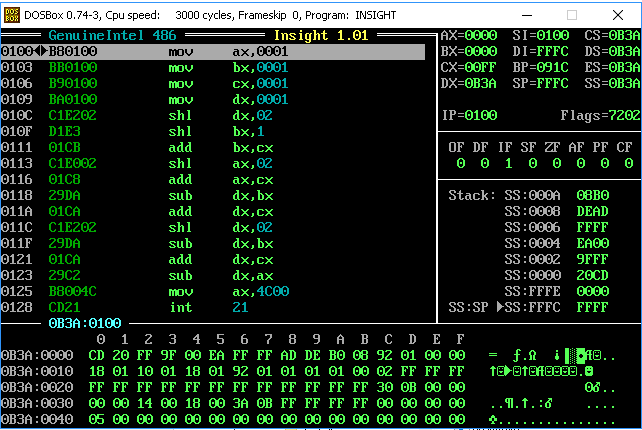 DOSBox 0.74-3, Cpu speed: 3000 cycles, Frameskip 0, Program: INSIGHT
GenuineIntel 486 Insight 1.01
0100 B80100 mov ax,0001
0103 BB0100 mov bx,0001
0106 B90100 mov cx,0001
0109 BA0100 mov dx,0001
010C C1E202 shl dx,02
010F D1E3 shl bx,1
0111 01CB add bx,cx
0113 C1E002 shl ax,02
0116 01C8 add ax,cx
0118 29DA sub dx,bx
011A 01CA add dx,cx
011C C1E202 shl dx,02
011F 29DA sub dx,bx
0121 01CA add dx,cx
0123 29C2 sub dx,ax
0125 B8004C mov ax,4C00
0128 CD21 int 21
AX=0000 SI=0100 CS=0B3A
BX=0000 DI=FFFC DS=0B3A
CX=00FF BP=091C ES=0B3A
DX=0B3A SP=FFFC SS=0B3A
IP=0100 Flags=7202
OF DF IF SF ZF AF PF CF
0 0 1 0 0 0 0 0
Stack: SS:000A 08B0
SS:0008 DEAD
SS:0006 FFFF
SS:0004 EA00
SS:0002 9FFF
SS:0000 20CD
SS:FFFE 0000
SS:SP ►SS:FFFC FFFF
0B3A:0100
0 1 2 3 4 5 6 7 8 9 A B C D E F
0B3A:0000 CD 20 FF 9F 00 EA FF FF AD DE B0 08 92 01 00 00
0B3A:0010 18 01 10 01 18 01 92 01 01 01 01 00 02 FF FF FF
0B3A:0020 FF FF FF FF FF FF FF FF FF FF FF FF 30 0B 00 00
0B3A:0030 00 00 14 00 18 00 3A 0B FF FF FF FF 00 00 00 00
0B3A:0040 05 00 00 00 00 00 00 00 00 00 00 00 00 00 00 00